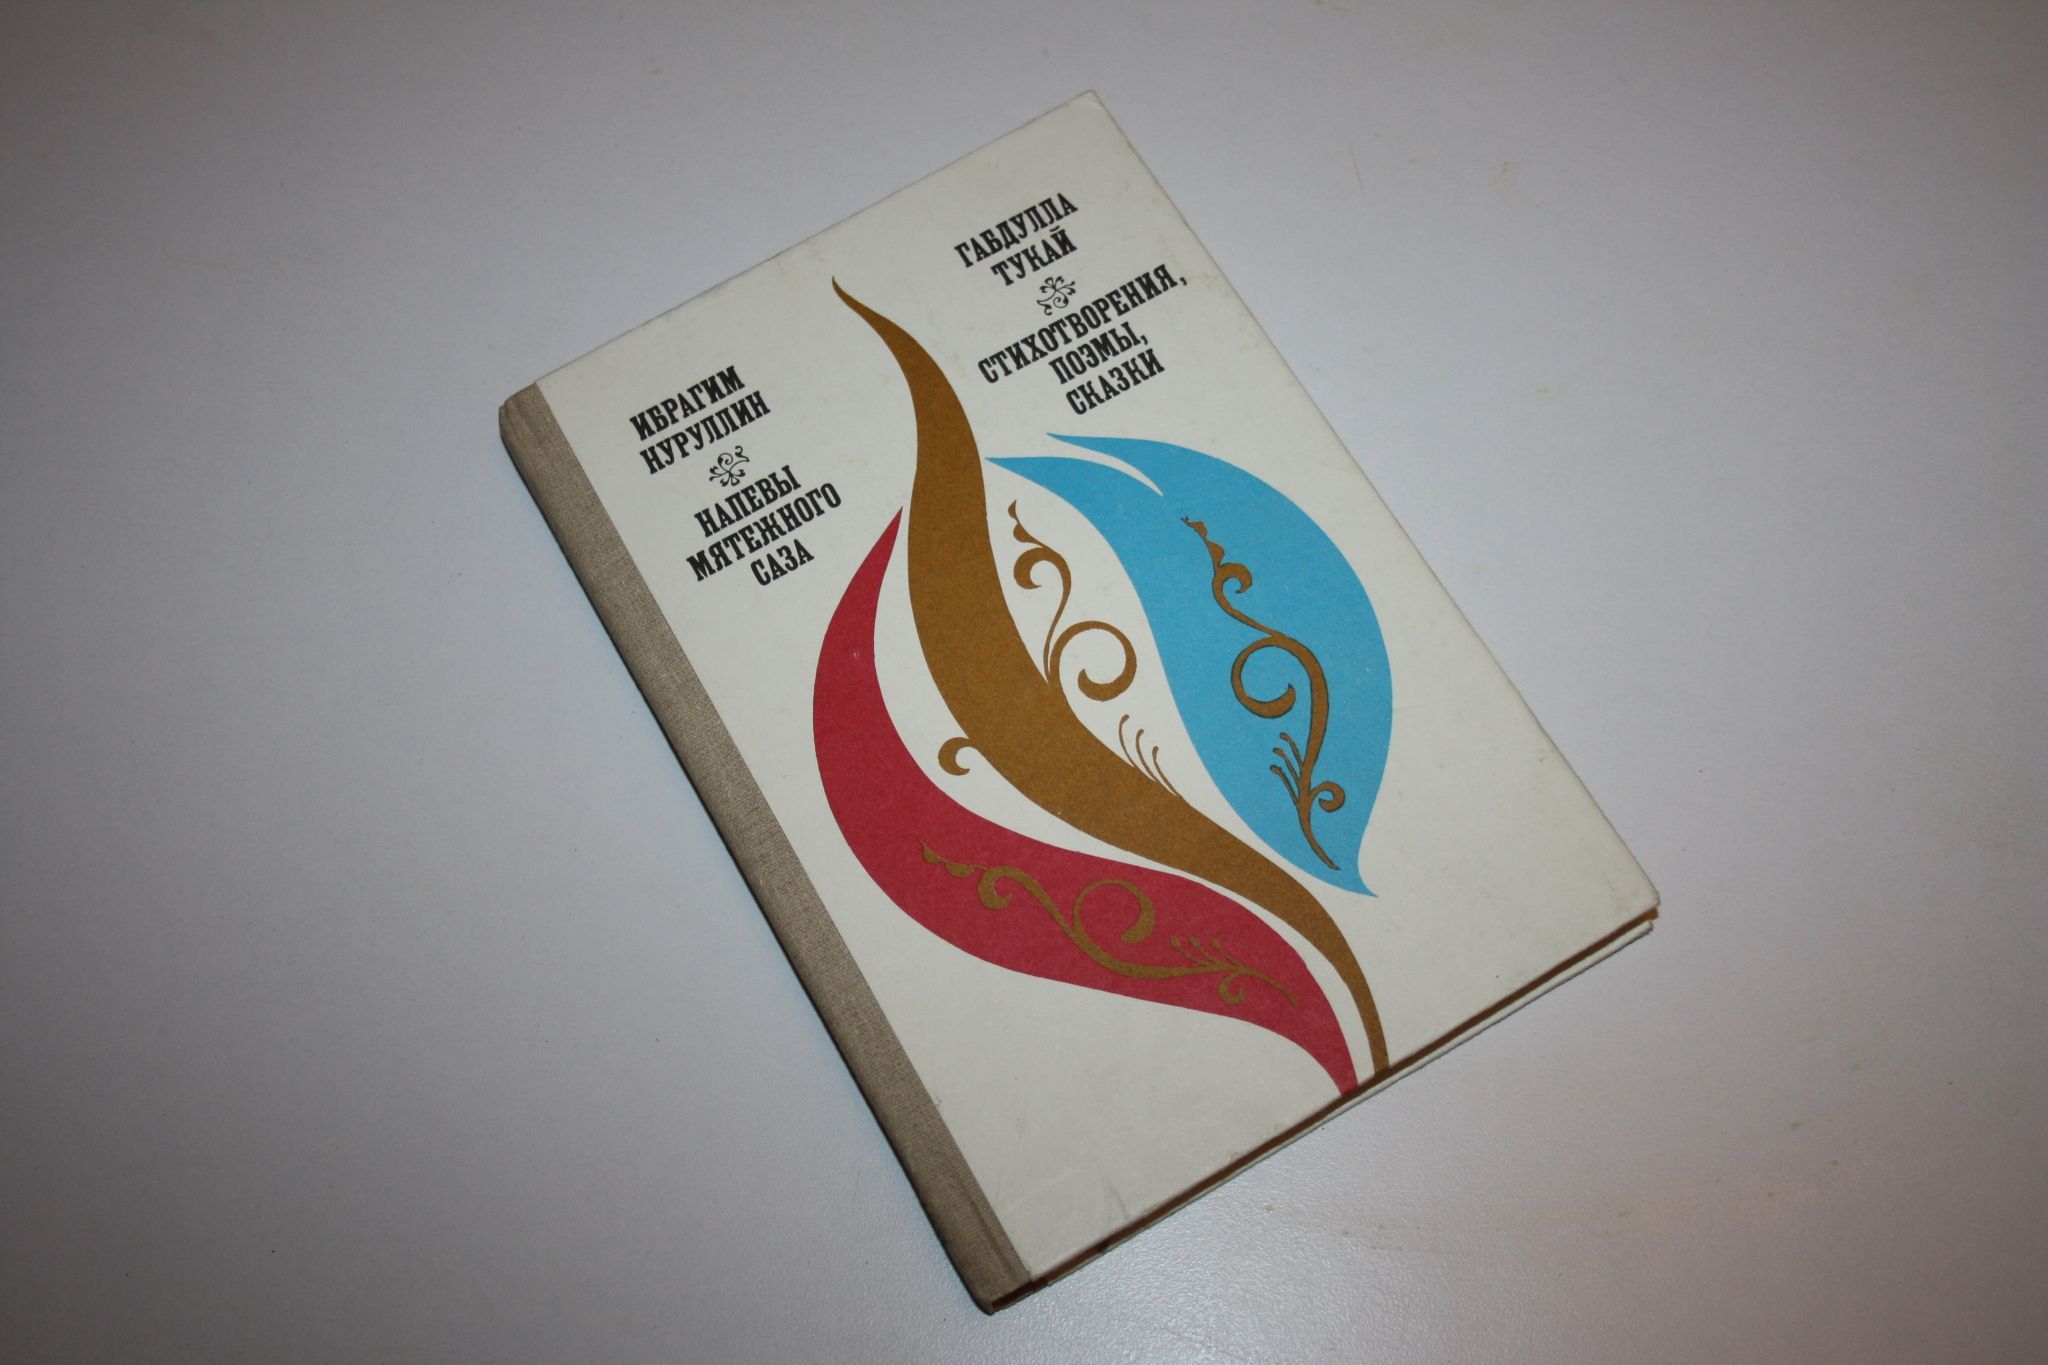 ИБРАГИМ
НУРУЛЛИН
НАПЕВЫ
МЯТЕЖНОГО
САЗА
ГАБДУЛЛА
ТУКАЙ
СТИХОТВОРЕНИЯ,
ПОЭМЫ,
СКАЗКИ